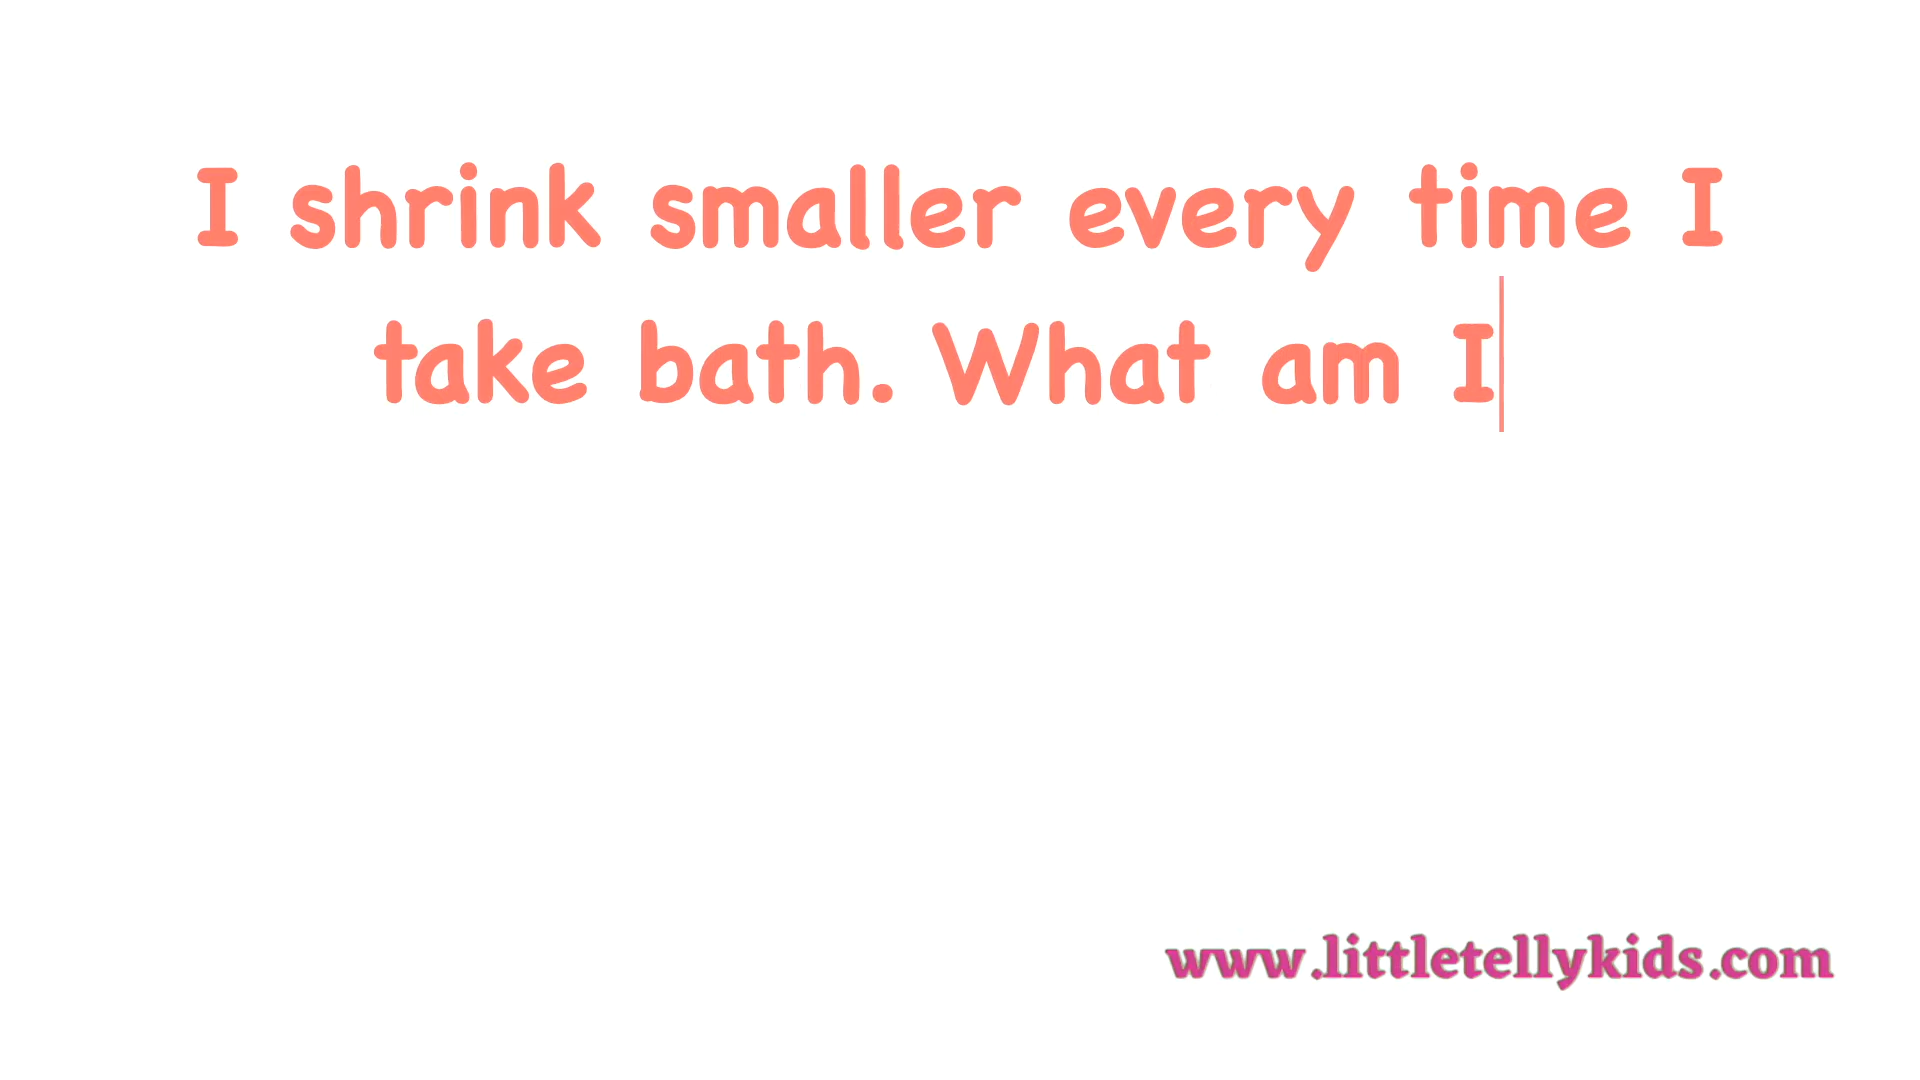 I shrink smaller every time I
take bath. What am I
www.littletellykids.com